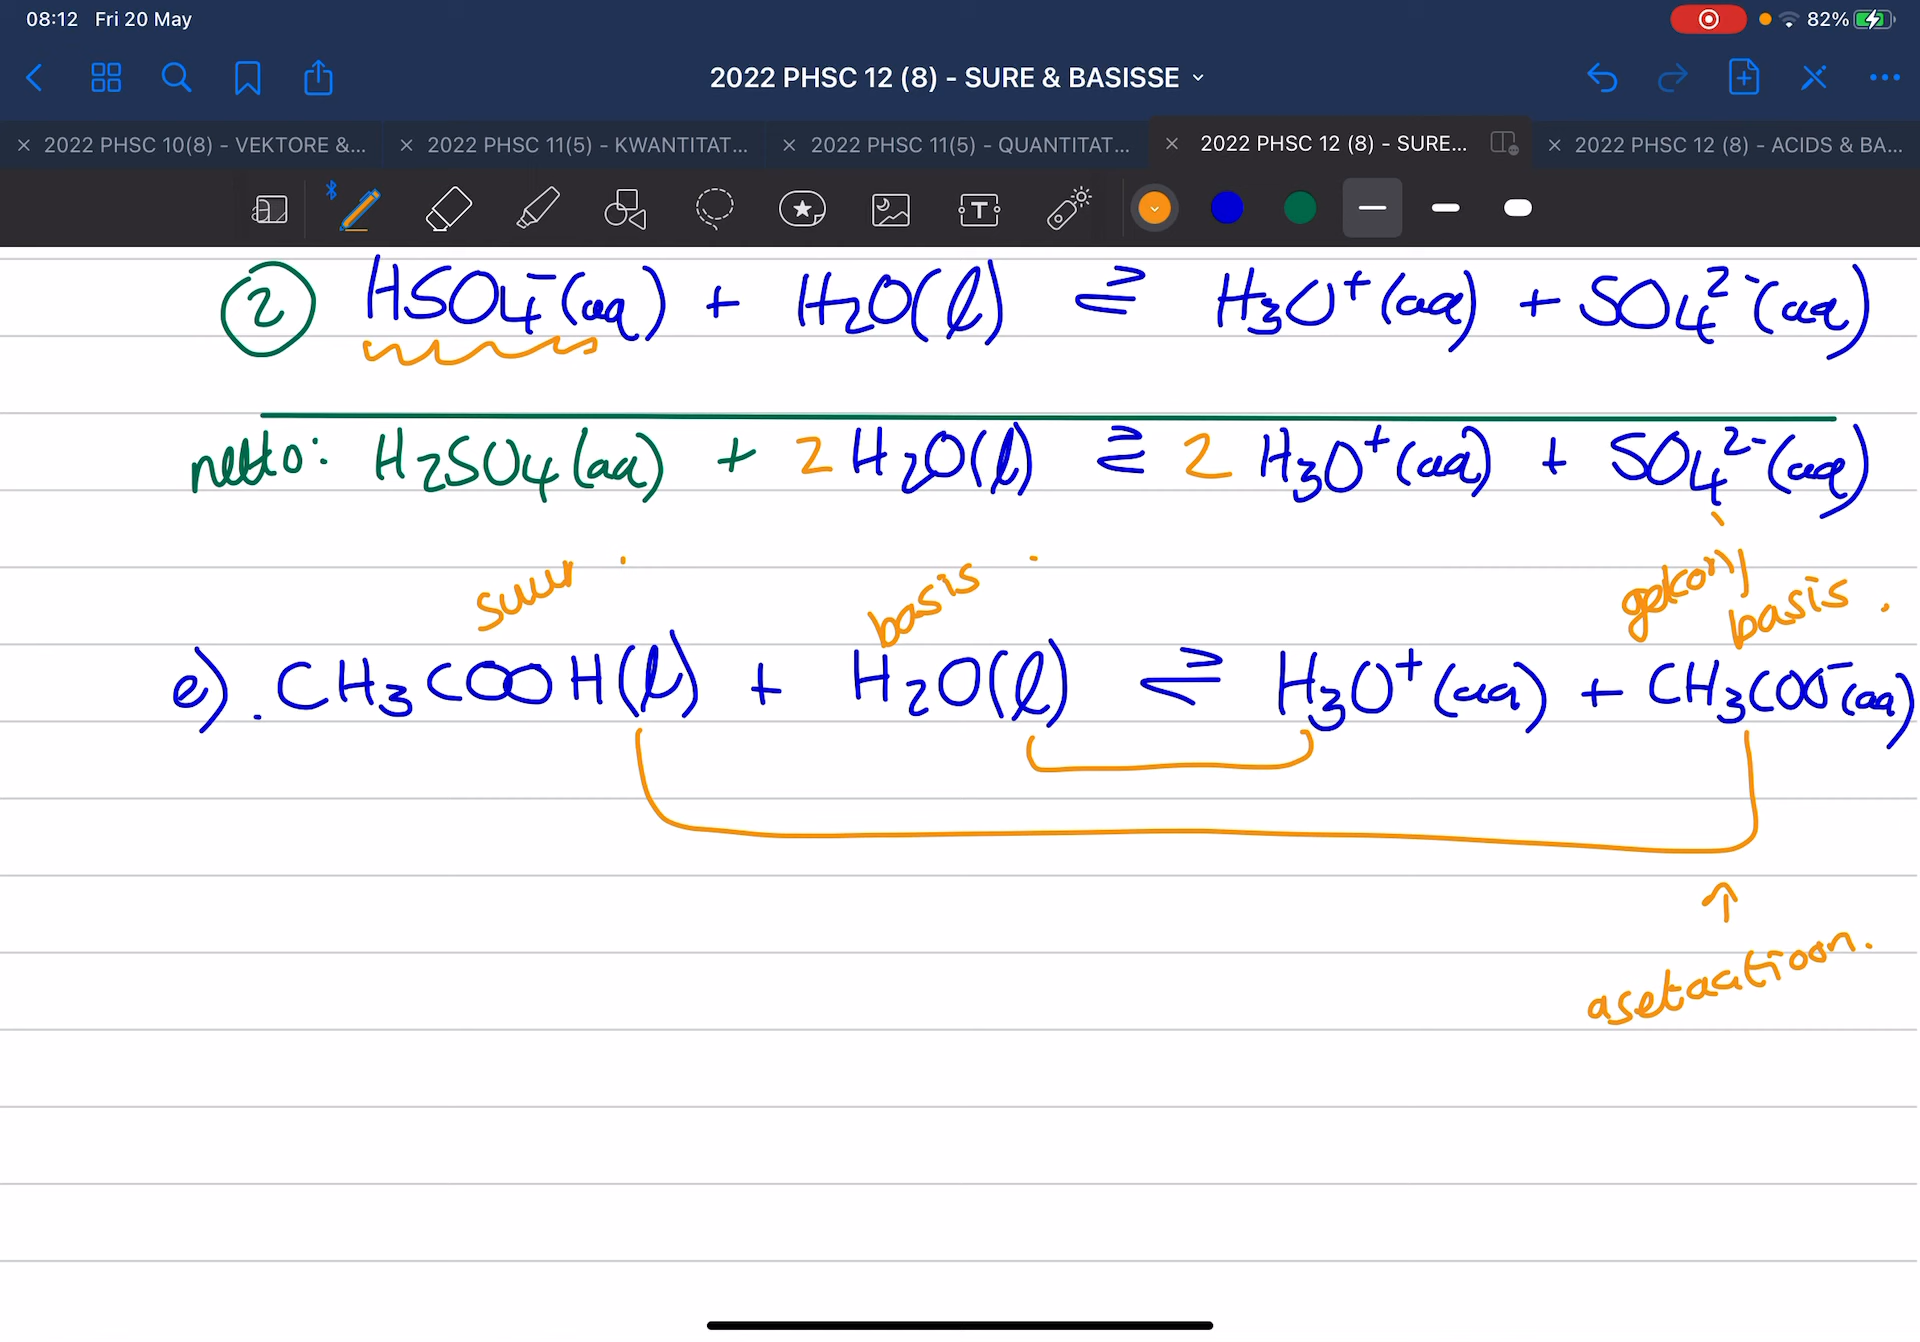 08:12 Fri 20 May 82%
2022 PHSC 12 (8) - SURE & BASISSE
2022 PHSC 10(8) - VEKTORE &... 2022 PHSC 11(5) - KWANTITAT... 2022 PHSC 11(5) - QUANTITAT... 2022 PHSC 12 (8) - SURE... 2022 PHSC 12 (8) - ACIDS & BA...
② HSO₄⁻(aq) + H₂O(l) ⇌ H₃O⁺(aq) + SO₄²⁻(aq)
netto: H₂SO₄(aq) + 2 H₂O(l) ⇌ 2 H₃O⁺(aq) + SO₄²⁻(aq)
suur basis gekonj
basis.
e). CH₃COOH(l) + H₂O(l) ⇌ H₃O⁺(aq) + CH₃COO⁻(aq)
↑
asetaatioon.